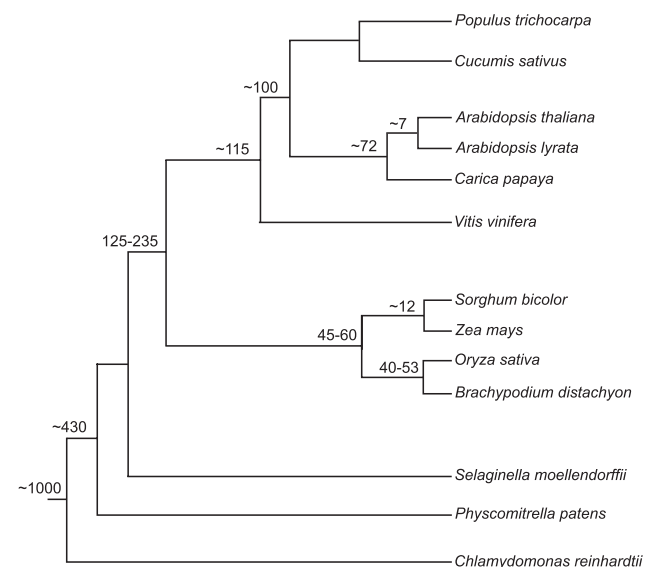 Populus trichocarpa
Cucumis sativus
~100
Arabidopsis thaliana
~7
Arabidopsis lyrata
~72
~115
Carica papaya
Vitis vinifera
125-235
Sorghum bicolor
~12
Zea mays
45-60
Oryza sativa
40-53
Brachypodium distachyon
~430
Selaginella moellendorffii
~1000
Physcomitrella patens
Chlamydomonas reinhardtii